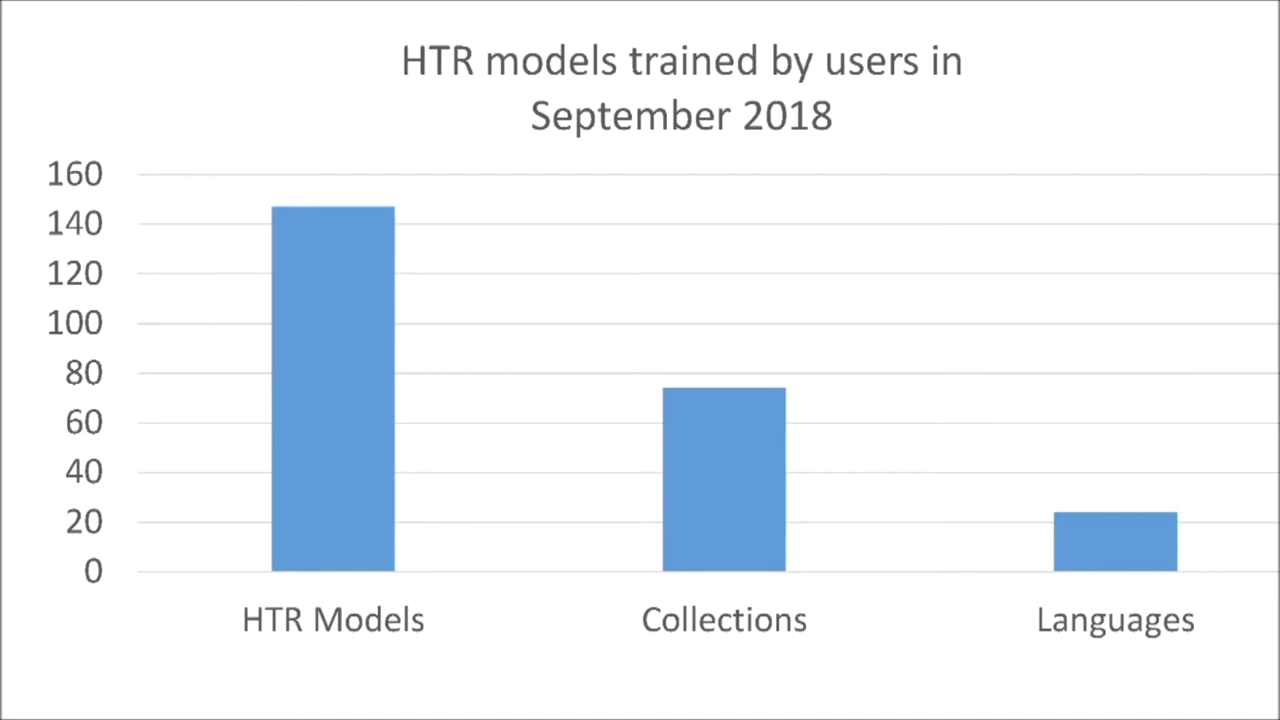 HTR models trained by users in
September 2018
160
140
120
100
80
60
40
20
0
HTR Models
Collections
Languages